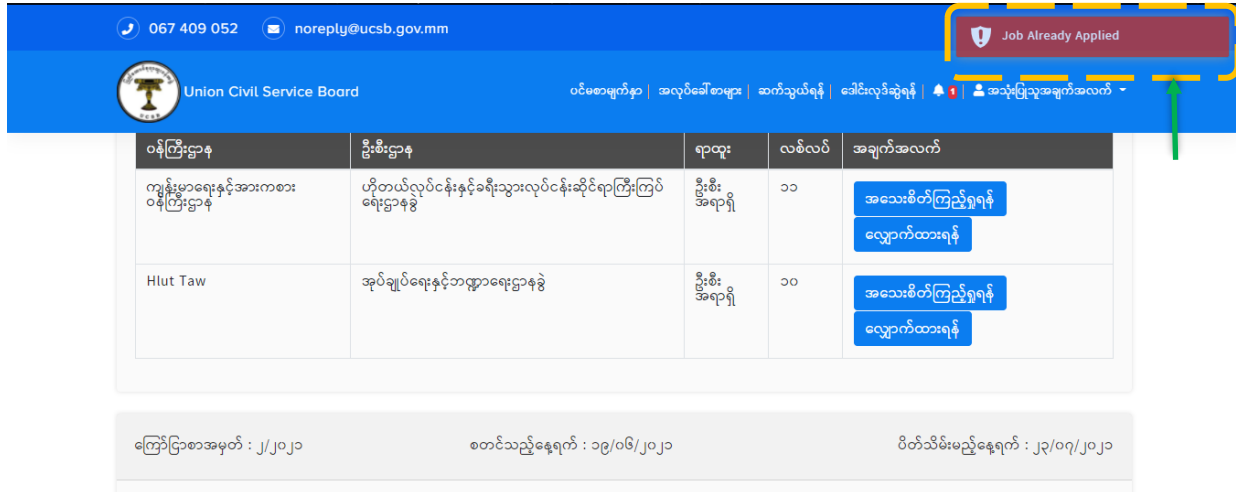 067 409 052 noreply@ucsb.gov.mm Job Already Applied
Union Civil Service Board ပင်မစာမျက်နှာ | အလုပ်ခေါ်စာများ | ဆက်သွယ်ရန် | ဒေါင်းလုဒ်ဆွဲရန် | 1 | အသုံးပြုသူအချက်အလက်
ဝန်ကြီးဌာန ဦးစီးဌာန ရာထူး လစ်လပ် အချက်အလက်
ကျန်းမာရေးနှင့်အားကစား
ဝန်ကြီးဌာန
ဟိုတယ်လုပ်ငန်းနှင့်ခရီးသွားလုပ်ငန်းဆိုင်ရာကြီးကြပ်
ရေးဌာနခွဲ
ဦးစီး
အရာရှိ
၁၁
အသေးစိတ်ကြည့်ရှုရန်
လျှောက်ထားရန်
Hlut Taw
အုပ်ချုပ်ရေးနှင့်ဘဏ္ဍာရေးဌာနခွဲ
ဦးစီး
အရာရှိ
၁၀
အသေးစိတ်ကြည့်ရှုရန်
လျှောက်ထားရန်
ကြော်ငြာစာအမှတ် : ၂/၂၀၂၁ စတင်သည့်နေ့ရက် : ၁၉/၀၆/၂၀၂၁ ပိတ်သိမ်းမည့်နေ့ရက် : ၂၃/၀၇/၂၀၂၁